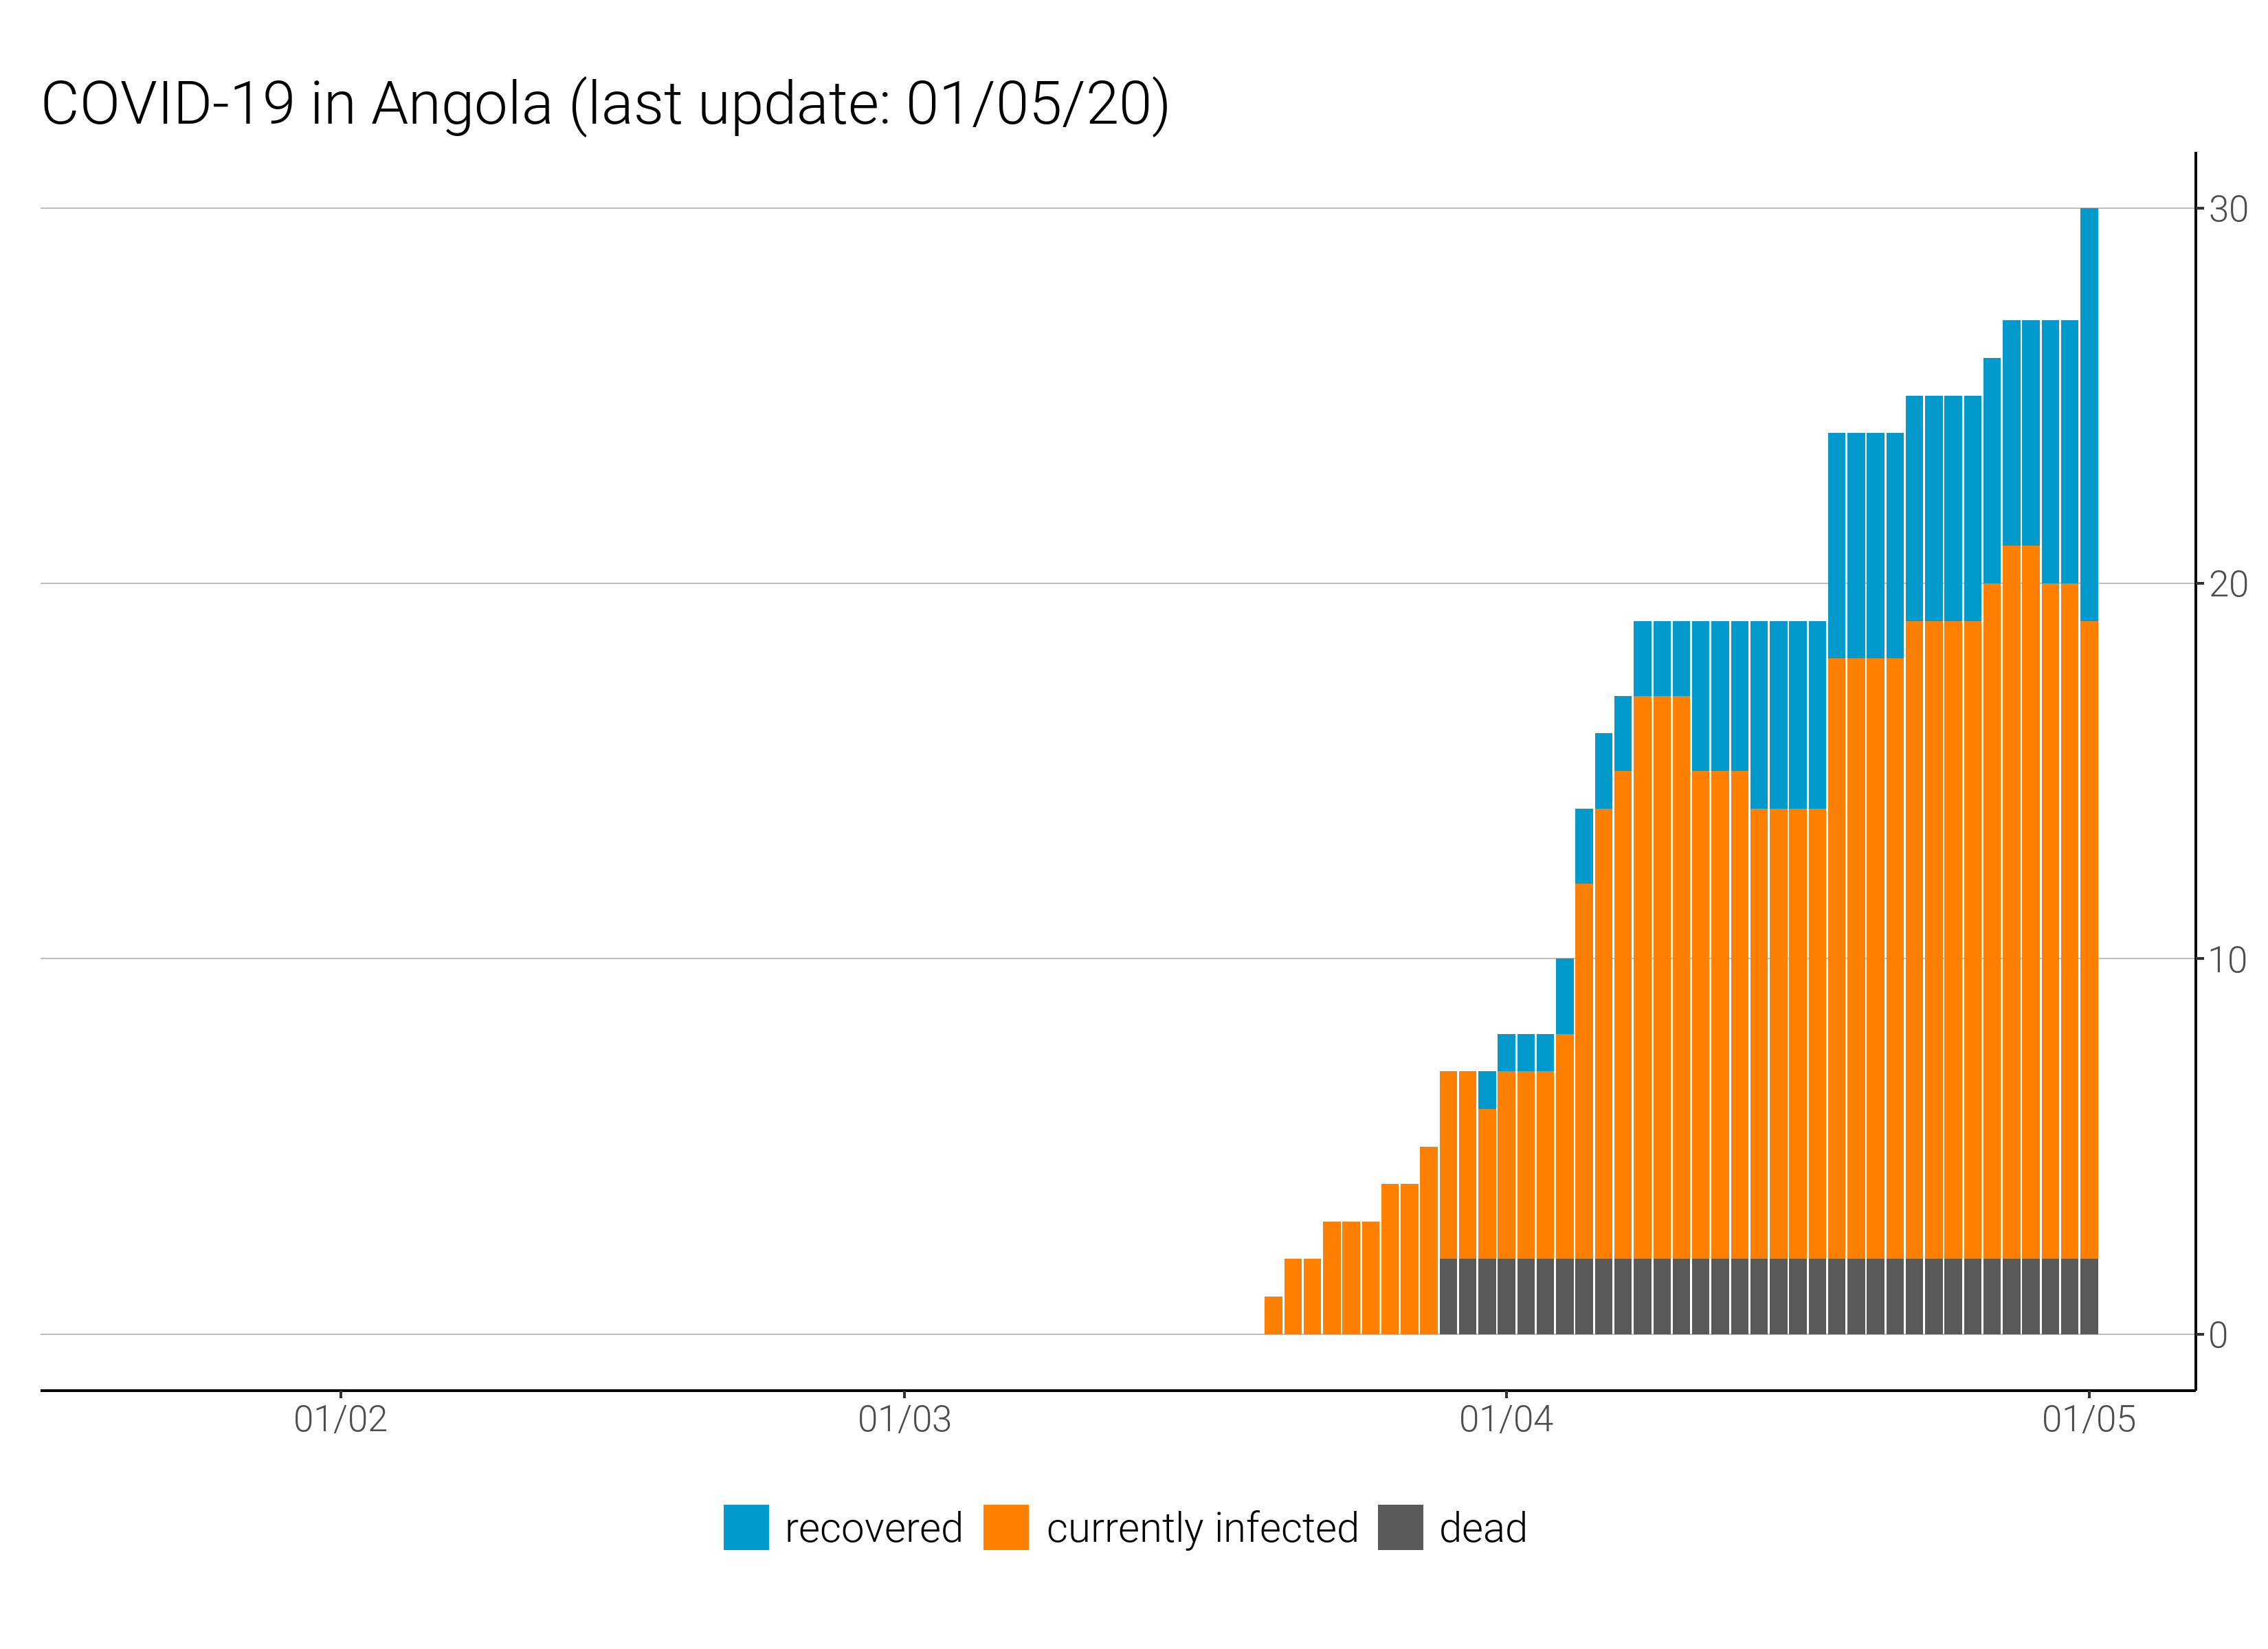 COVID-19 in Angola (last update: 01/05/20)
30
20
10
0
01/02 01/03 01/04 01/05
recovered currently infected dead